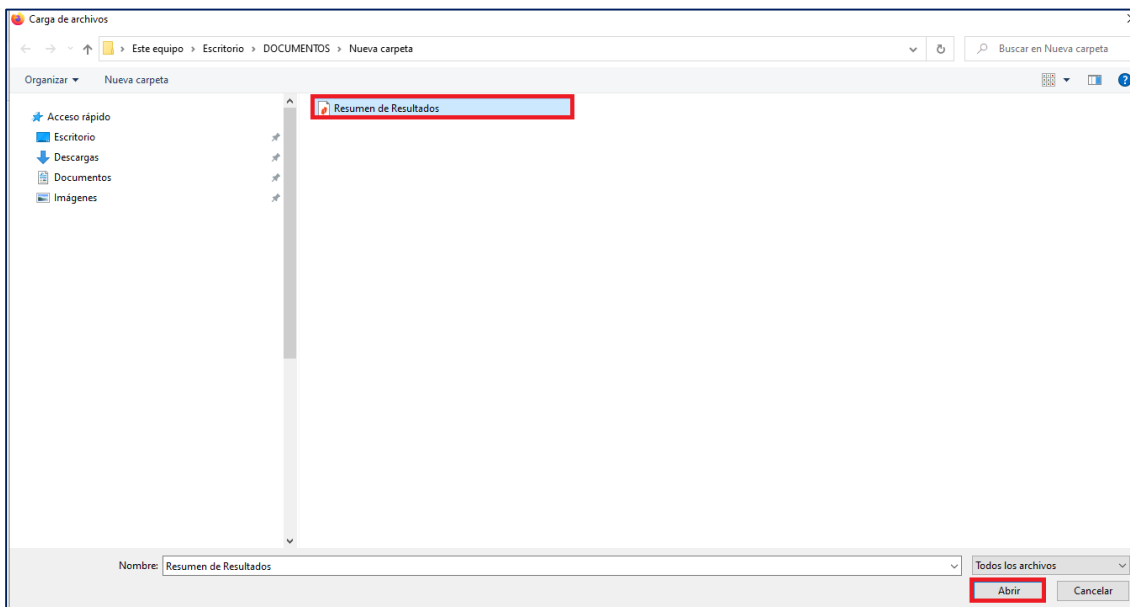 Carga de archivos
Este equipo > Escritorio > DOCUMENTOS > Nueva carpeta
Buscar en Nueva carpeta
Organizar Nueva carpeta
Acceso rápido
Escritorio
Descargas
Documentos
Imágenes
Resumen de Resultados
Nombre: Resumen de Resultados
Todos los archivos
Abrir Cancelar